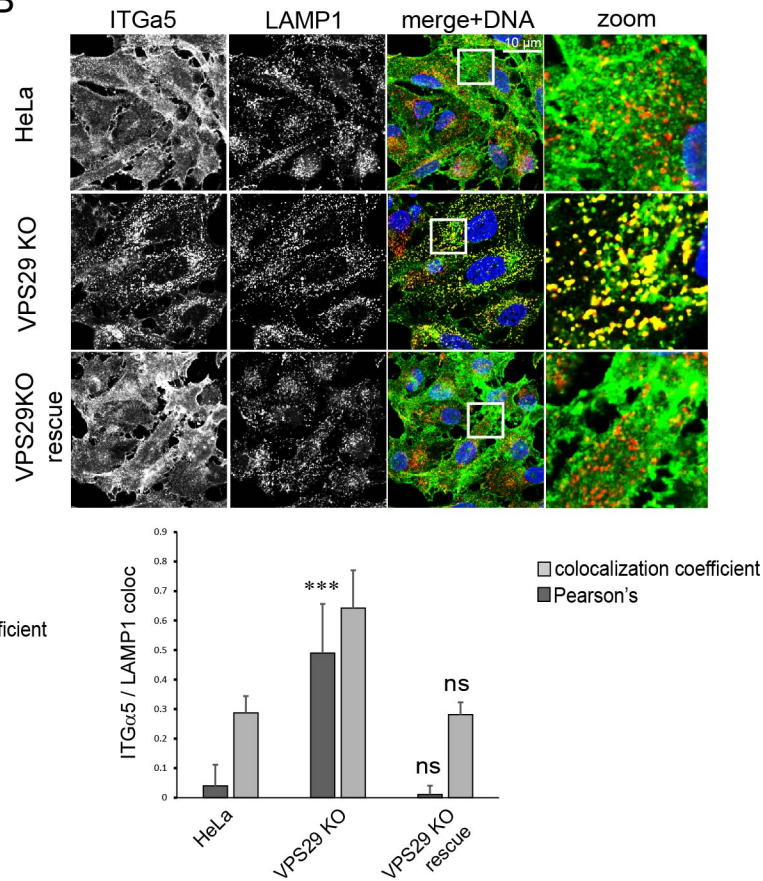 B
ITGa5 LAMP1 merge+DNA zoom
10 µm
HeLa
VPS29 KO
VPS29KO
rescue
0.9
0.8
0.7
0.6
0.5
0.4
0.3
0.2
0.1
0
ITGα5 / LAMP1 coloc
***
ns
ns
HeLa
VPS29 KO
VPS29 KO
rescue
colocalization coefficient
Pearson's
ficient